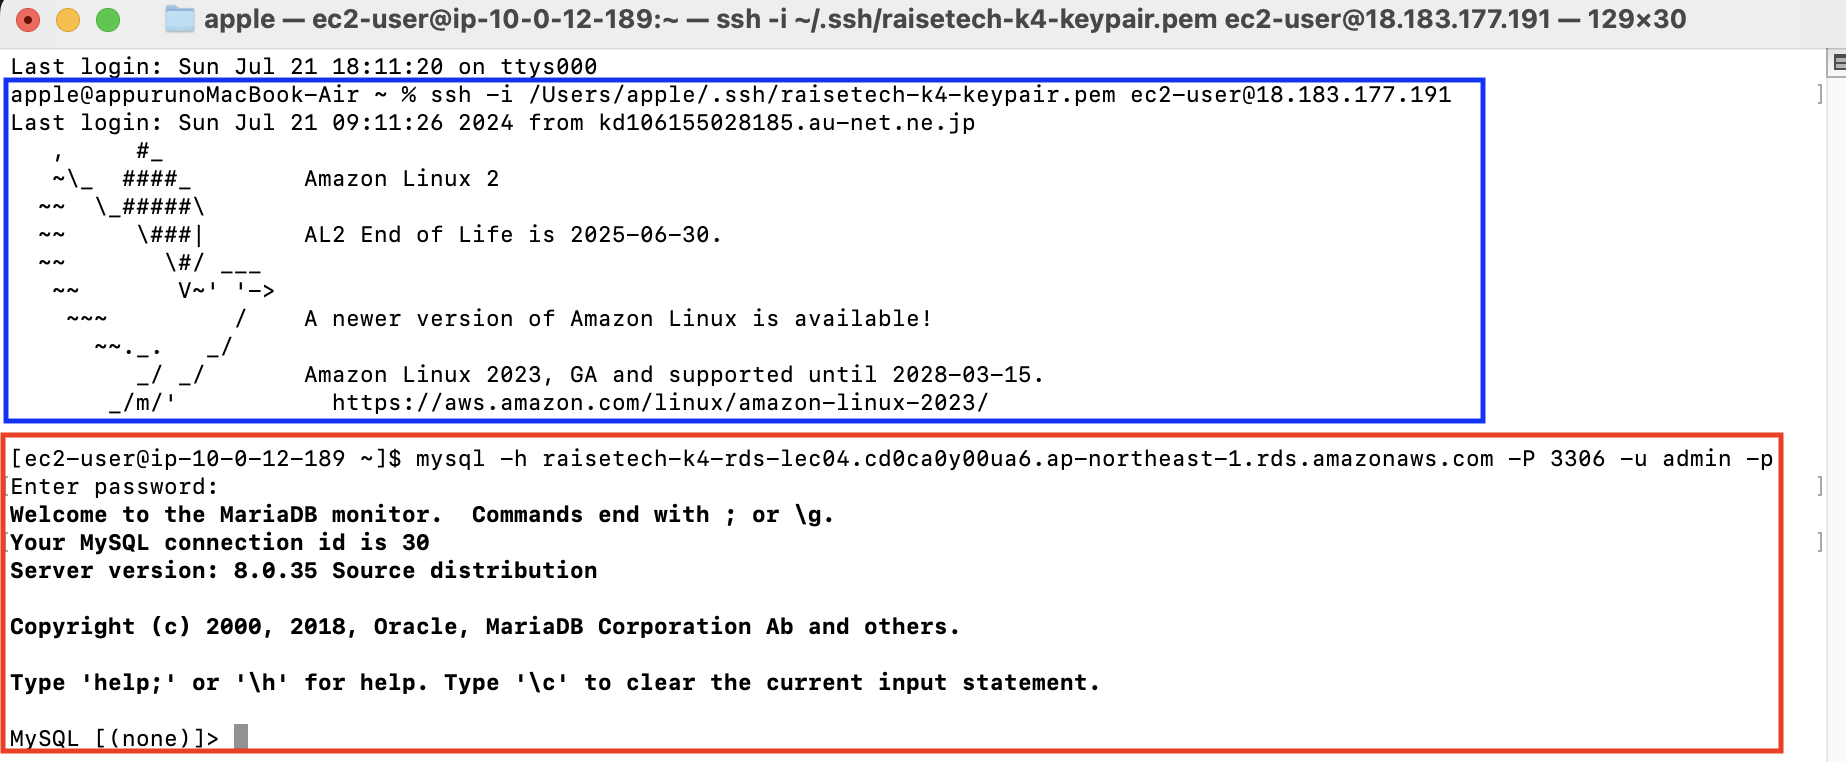 apple — ec2-user@ip-10-0-12-189:~ — ssh -i ~/.ssh/raisetech-k4-keypair.pem ec2-user@18.183.177.191 — 129×30
Last login: Sun Jul 21 18:11:20 on ttys000
apple@appurunoMacBook-Air ~ % ssh -i /Users/apple/.ssh/raisetech-k4-keypair.pem ec2-user@18.183.177.191
Last login: Sun Jul 21 09:11:26 2024 from kd106155028185.au-net.ne.jp
   ,     #_
   ~\_  ####_        Amazon Linux 2
  ~~  \_#####\
  ~~     \###|       AL2 End of Life is 2025-06-30.
  ~~       \#/ ___
   ~~       V~' '->
    ~~~         /    A newer version of Amazon Linux is available!
      ~~._.   _/
         _/ _/       Amazon Linux 2023, GA and supported until 2028-03-15.
       _/m/'           https://aws.amazon.com/linux/amazon-linux-2023/
[ec2-user@ip-10-0-12-189 ~]$ mysql -h raisetech-k4-rds-lec04.cd0ca0y00ua6.ap-northeast-1.rds.amazonaws.com -P 3306 -u admin -p
Enter password:
Welcome to the MariaDB monitor.  Commands end with ; or \g.
Your MySQL connection id is 30
Server version: 8.0.35 Source distribution
Copyright (c) 2000, 2018, Oracle, MariaDB Corporation Ab and others.
Type 'help;' or '\h' for help. Type '\c' to clear the current input statement.
MySQL [(none)]>